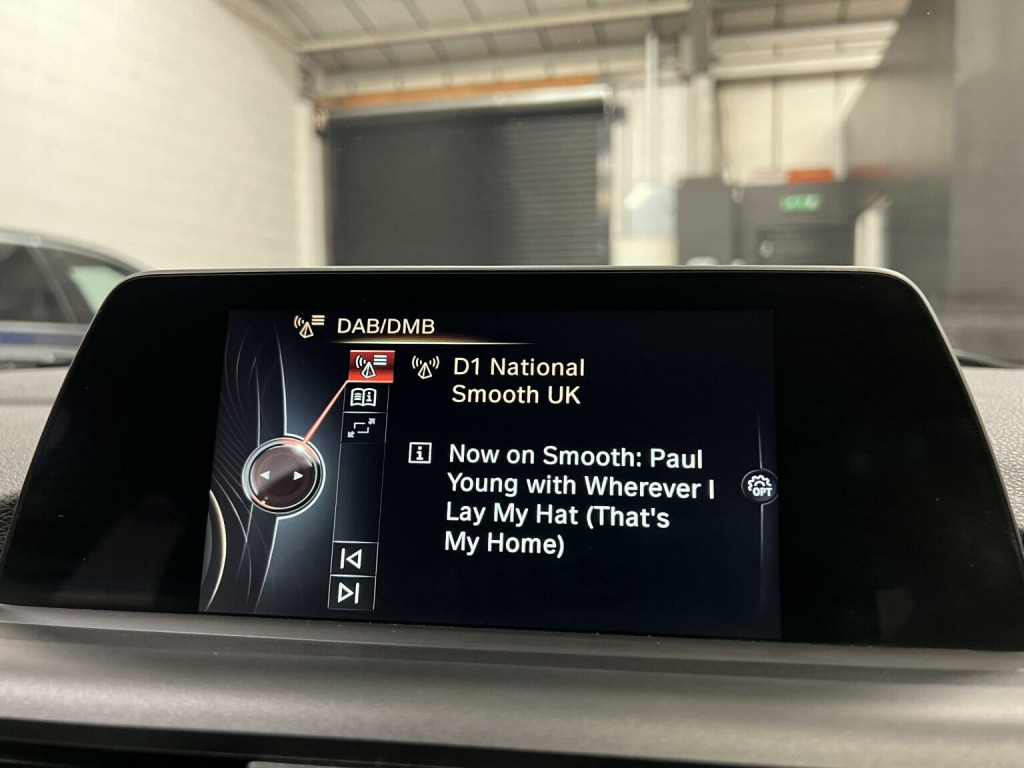 DAB/DMB
D1 National
Smooth UK
Now on Smooth: Paul
Young with Wherever I
Lay My Hat (That's
My Home)
OPT